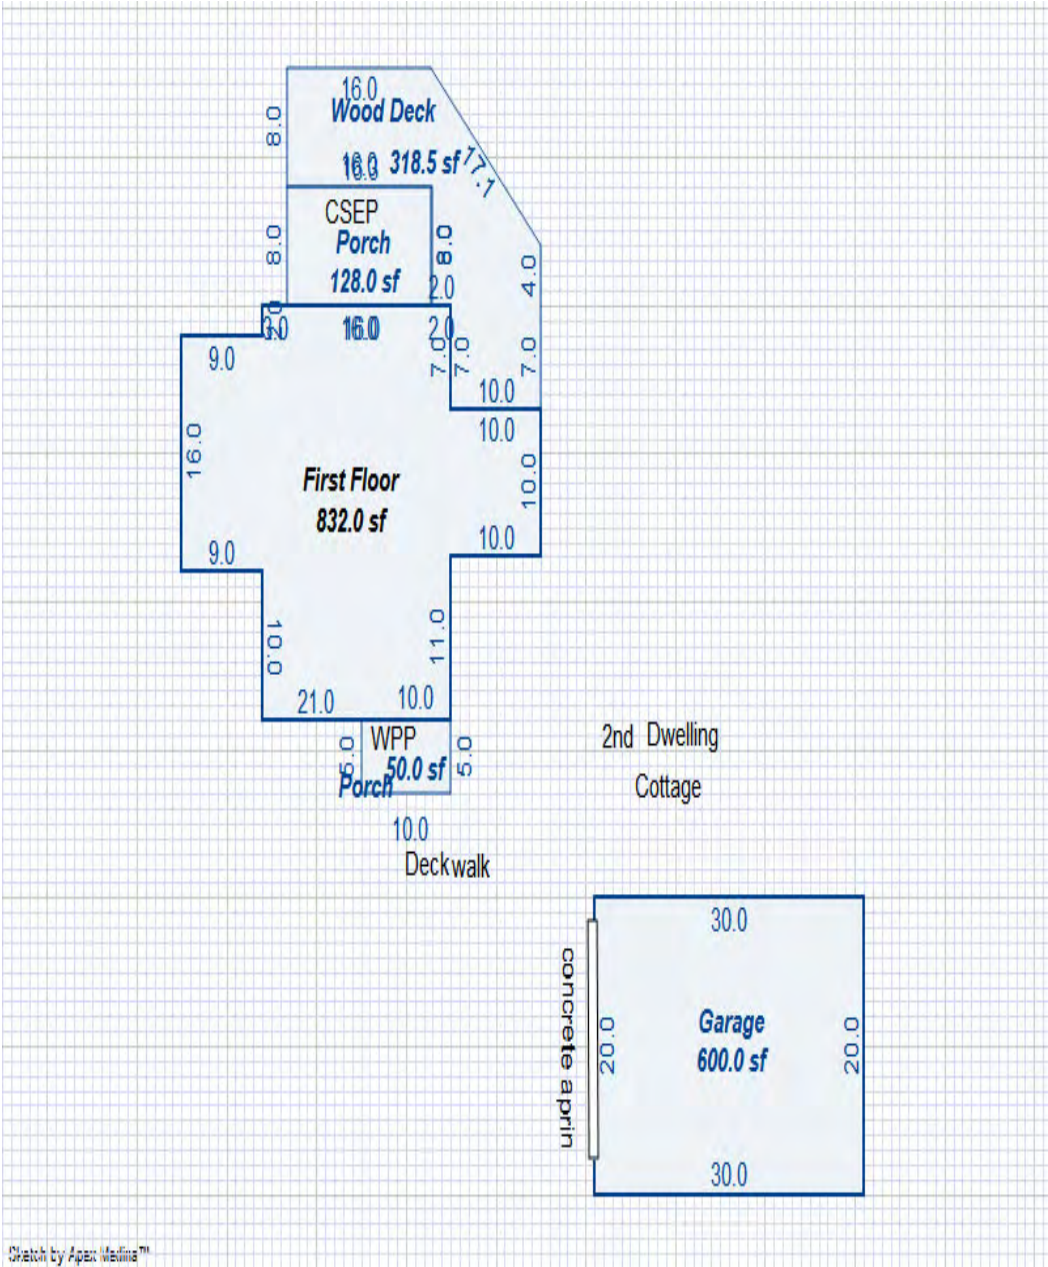 16.0
Wood Deck
8.0
16.0
318.5 sf
17.1
CSEP
Porch
128.0 sf
8.0
8.0
2.0
4.0
3.0
16.0
2.0
9.0
7.0
7.0
7.0
10.0
10.0
16.0
First Floor
832.0 sf
10.0
9.0
10.0
10.0
11.0
21.0
10.0
WPP
5.0
50.0 sf
5.0
Porch
10.0
Deck walk
2nd Dwelling
Cottage
30.0
concrete aprin
20.0
Garage
600.0 sf
20.0
30.0
Sketch by Apex Medina™